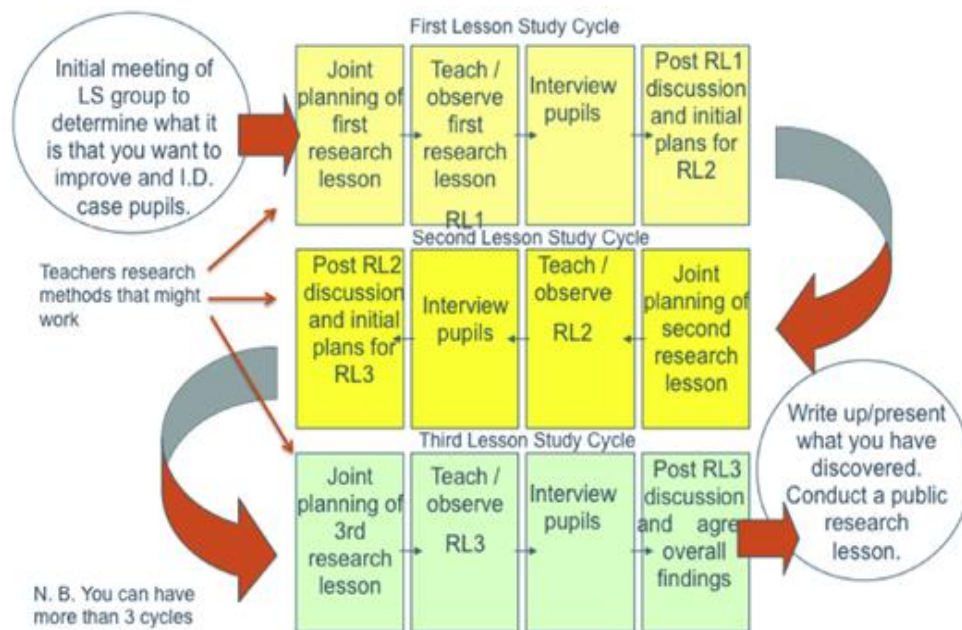 First Lesson Study Cycle
Initial meeting of
LS group to
determine what it
is that you want to
improve and I.D.
case pupils.
Joint
planning of
first
research
lesson
Teach /
observe
first
research
lesson
RL1
Interview
pupils
Post RL1
discussion
and initial
plans for
RL2
Second Lesson Study Cycle
Teachers research
methods that might
work
Post RL2
discussion
and initial
plans for
RL3
Interview
pupils
Teach /
observe
RL2
Joint
planning of
second
research
lesson
Third Lesson Study Cycle
Joint
planning of
3rd
research
lesson
Teach /
observe
RL3
Interview
pupils
Post RL3
discussion
and agre
overall
findings
Write up/present
what you have
discovered.
Conduct a public
research
lesson.
N. B. You can have
more than 3 cycles